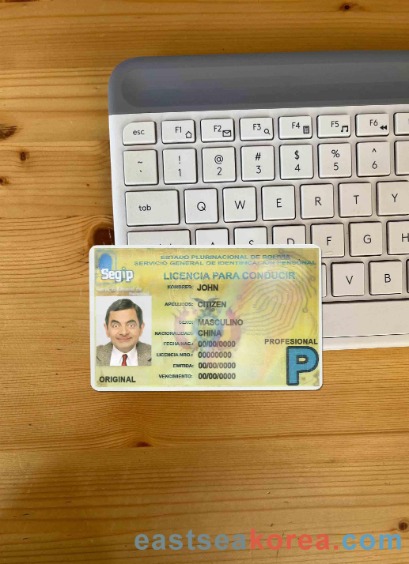 esc F1 F2 F3 F4 F5 F6
~ ! 1 @ 2 # 3 $ 4 % 5 ^ 6
tab Q W E R T Y
V B
ESTADO PLURINACIONAL DE BOLIVIA
SERVICIO GENERAL DE IDENTIFICACION PERSONAL
Segip
LICENCIA PARA CONDUCIR
NOMBRE: JOHN
APELLIDOS: CITIZEN
SEXO: MASCULINO
NACIONALIDAD: CHINA
FECHA NAC.: 00/00/0000
LICENCIA NRO.: 00000000
EMITIDA: 00/00/0000
VENCIMIENTO: 00/00/0000
PROFESIONAL
P
ORIGINAL
eastseakorea.com